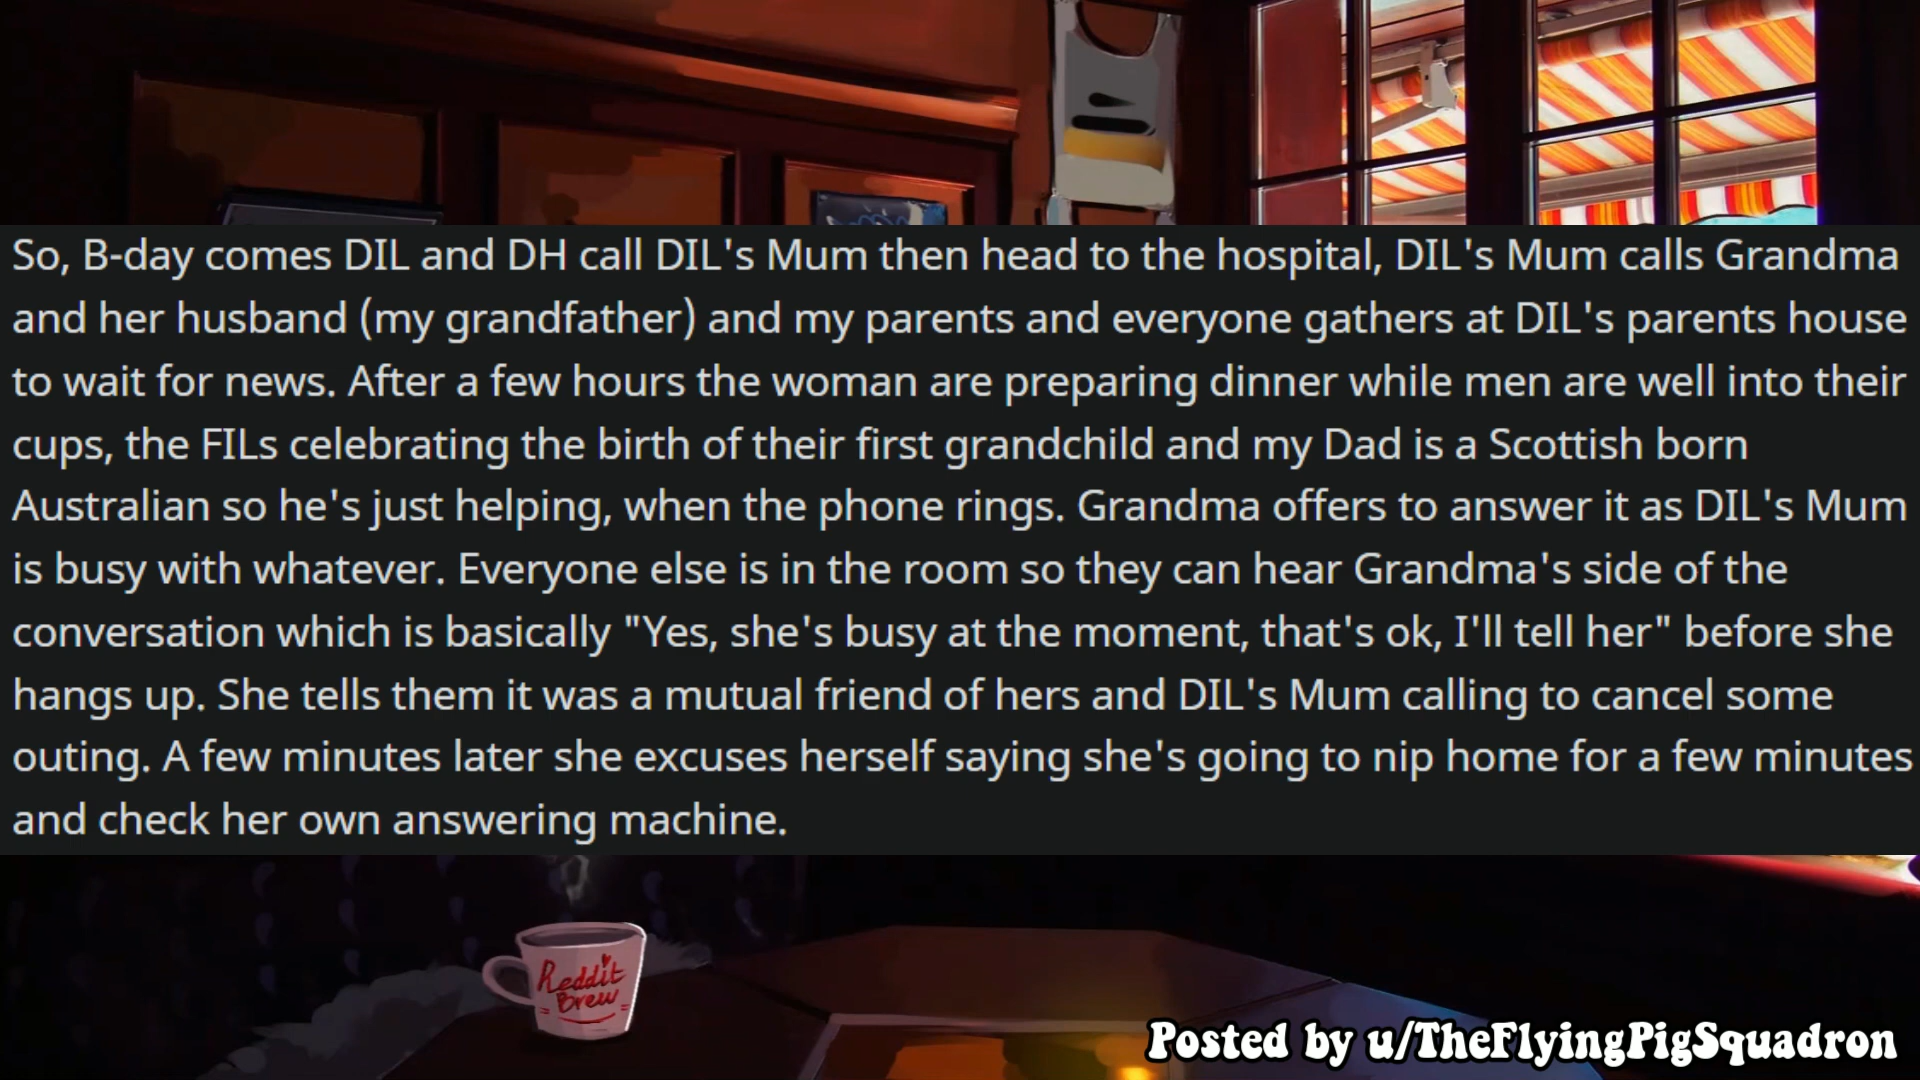 So, B-day comes DIL and DH call DIL's Mum then head to the hospital, DIL's Mum calls Grandma
and her husband (my grandfather) and my parents and everyone gathers at DIL's parents house
to wait for news. After a few hours the woman are preparing dinner while men are well into their
cups, the FILs celebrating the birth of their first grandchild and my Dad is a Scottish born
Australian so he's just helping, when the phone rings. Grandma offers to answer it as DIL's Mum
is busy with whatever. Everyone else is in the room so they can hear Grandma's side of the
conversation which is basically "Yes, she's busy at the moment, that's ok, I'll tell her" before she
hangs up. She tells them it was a mutual friend of hers and DIL's Mum calling to cancel some
outing. A few minutes later she excuses herself saying she's going to nip home for a few minutes
and check her own answering machine.
Reddit
Brew
Posted by u/TheFlyingPigSquadron